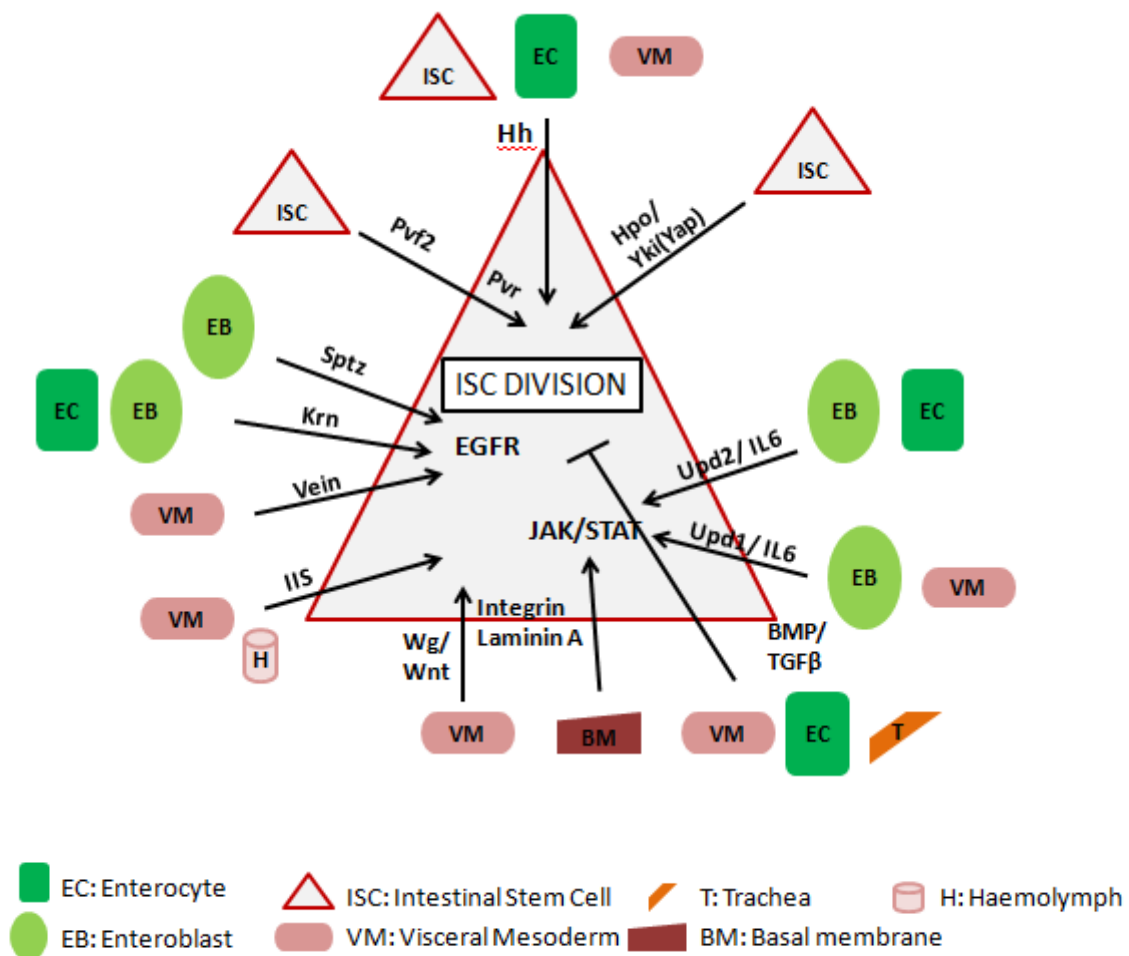 ISC
EC
VM
Hh
ISC
Hpo/
Yki(Yap)
ISC
Pvf2
Pvr
EB
Sptz
ISC DIVISION
EC
EB
Krn
EGFR
EB
EC
Upd2/ IL6
Vein
VM
JAK/STAT
Upd1/ IL6
EB
VM
IIS
VM
H
Integrin
Laminin A
Wg/
Wnt
BMP/
TGFβ
VM
BM
VM
EC
T
EC: Enterocyte
ISC: Intestinal Stem Cell
T: Trachea
H: Haemolymph
EB: Enteroblast
VM: Visceral Mesoderm
BM: Basal membrane